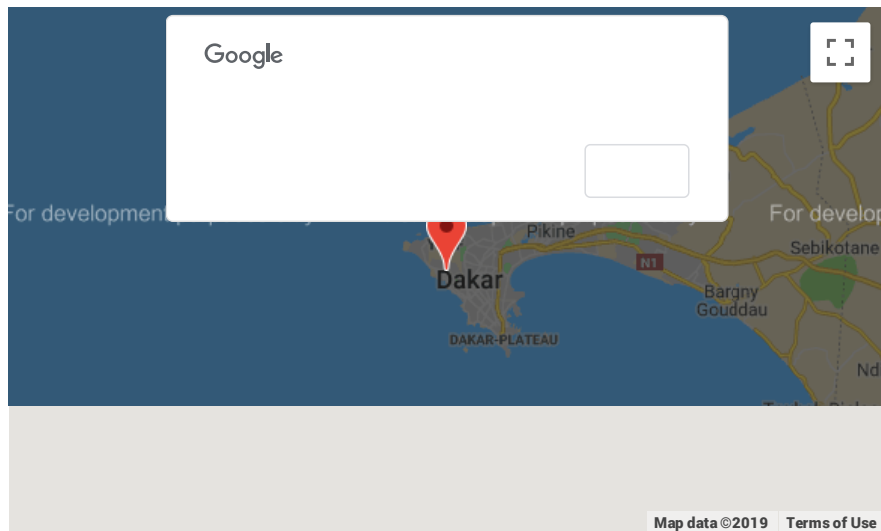 Google
For development
For develop
Pikine
Sebikotane
N1
Dakar
Bargny
Gouddau
DAKAR-PLATEAU
Nd
Map data ©2019 Terms of Use